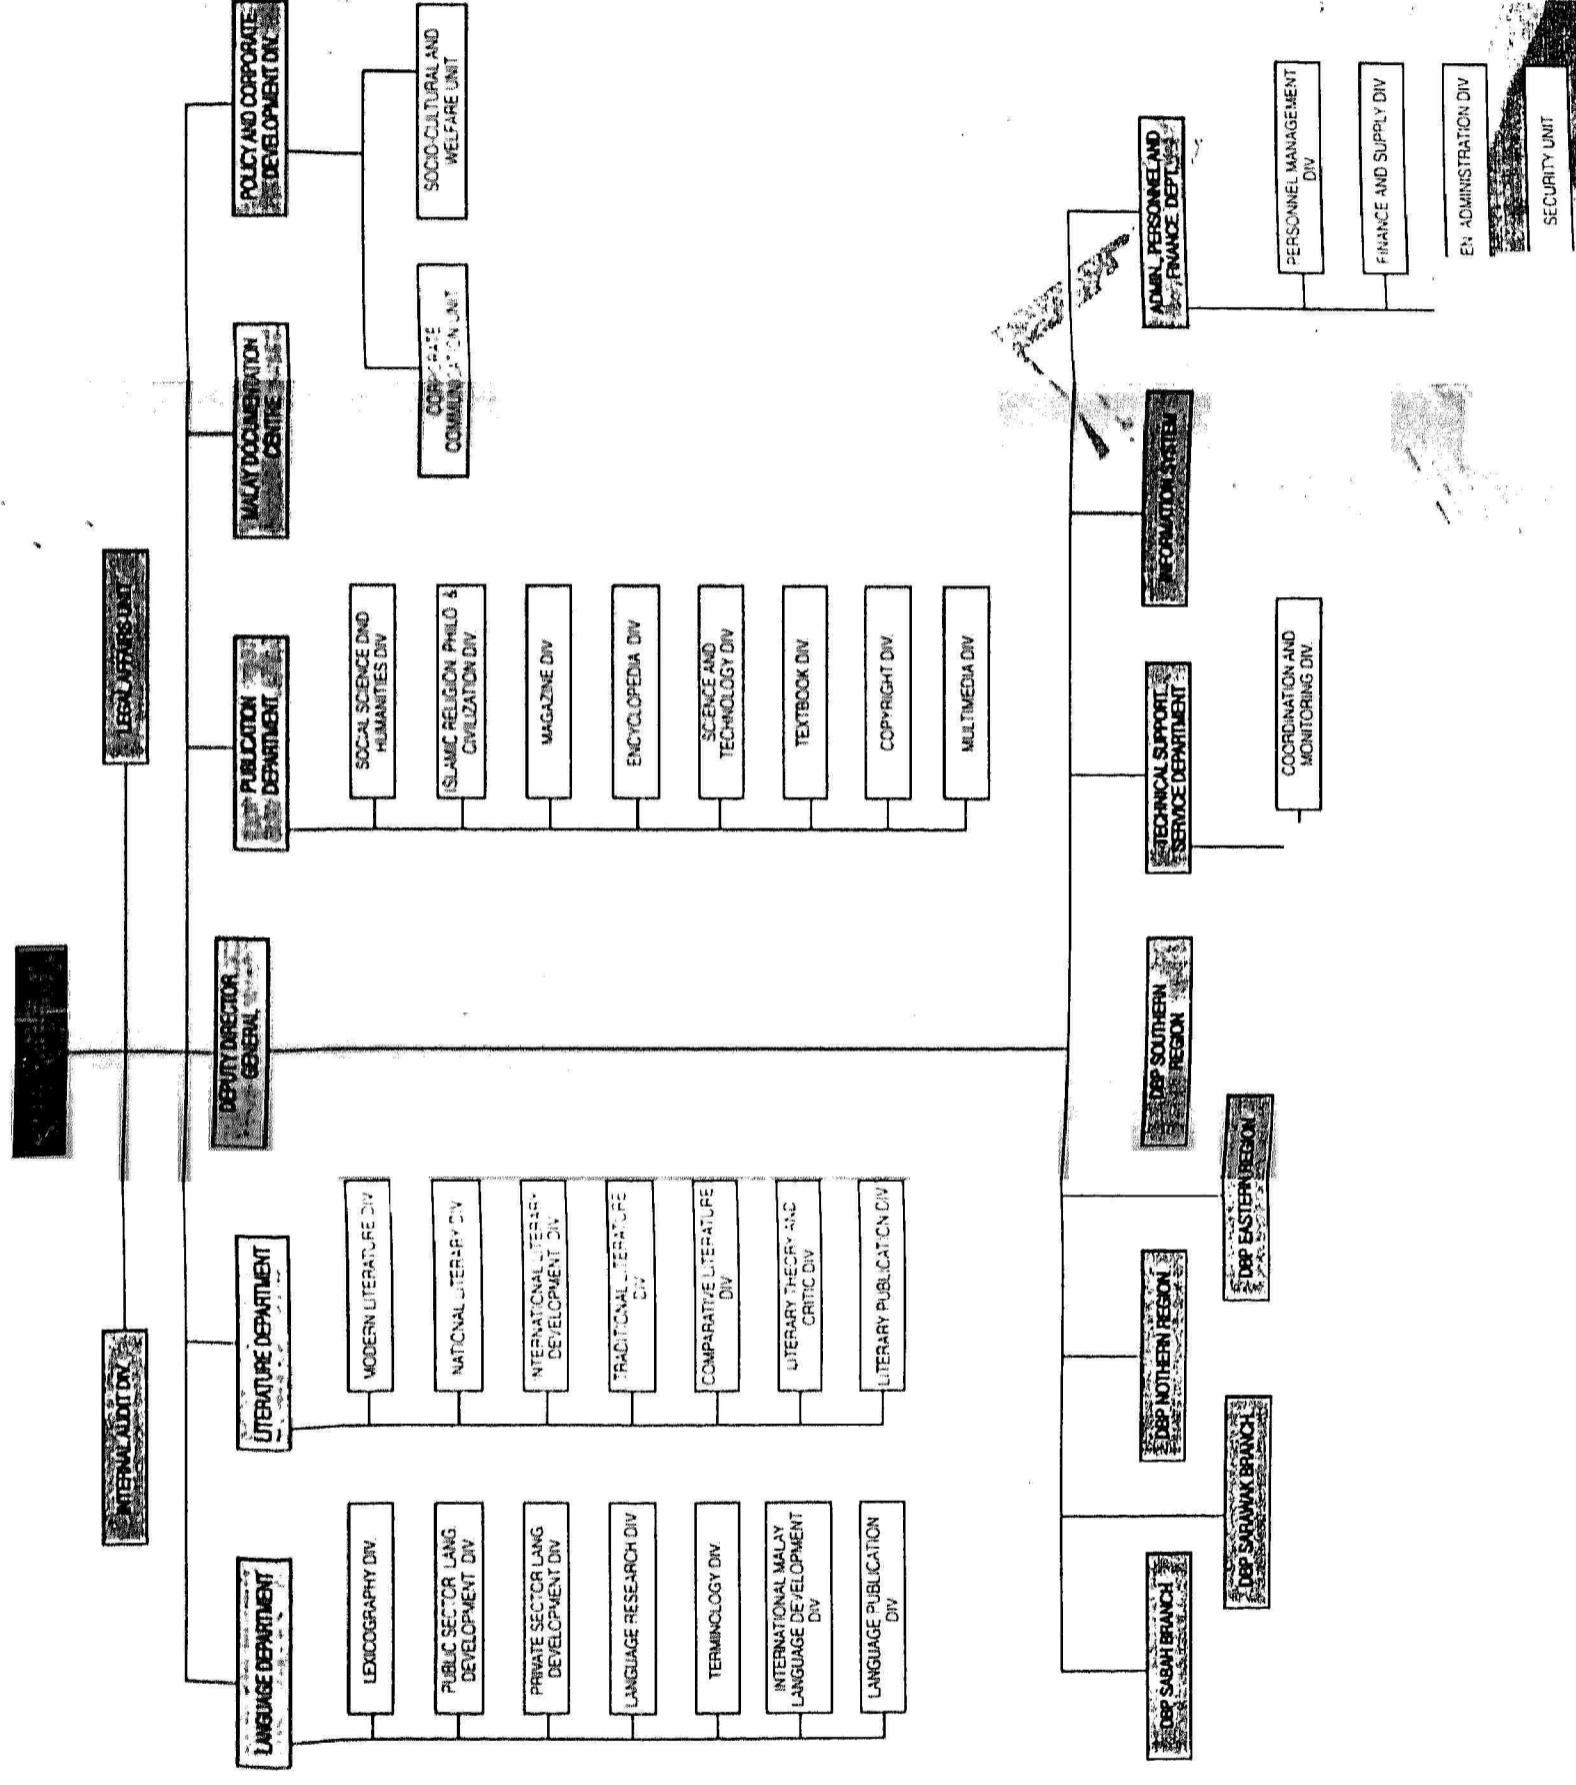 INTERNAL AUDIT DIV.
LEGAL AFFAIRS UNIT
DEPUTY DIRECTOR
GENERAL
LANGUAGE DEPARTMENT
LITERATURE DEPARTMENT
PUBLICATION
DEPARTMENT
MALAY DOCUMENTATION
CENTRE
POLICY AND CORPORATE
DEVELOPMENT DIV.
LEXICOGRAPHY DIV.
PUBLIC SECTOR LANG.
DEVELOPMENT DIV
PRIVATE SECTOR LANG
DEVELOPMENT DIV
LANGUAGE RESEARCH DIV
TERMINOLOGY DIV.
INTERNATIONAL MALAY
LANGUAGE DEVELOPMENT
DIV
LANGUAGE PUBLICATION
DIV
MODERN LITERATURE DIV
NATIONAL LITERARY DIV
INTERNATIONAL LITERARY
DEVELOPMENT DIV
TRADITIONAL LITERATURE
DIV
COMPARATIVE LITERATURE
DIV
LITERARY THEORY AND
CRITIC DIV
LITERARY PUBLICATION DIV
SOCIAL SCIENCE DND
HUMANITIES DIV
ISLAMIC RELIGION PHILO &
CIVILIZATION DIV.
MAGAZINE DIV
ENCYCLOPEDIA DIV
SCIENCE AND
TECHNOLOGY DIV
TEXTBOOK DIV.
COPYRIGHT DIV.
MULTIMEDIA DIV
CORPORATE
COMMUNICATION UNIT
SOCIO-CULTURAL AND
WELFARE UNIT
DBP SABAH BRANCH
DBP SARAWAK BRANCH
DBP NOTHERN REGION
DBP EASTERN REGION
DBP SOUTHERN
REGION
TECHNICAL SUPPORT
SERVICE DEPARTMENT
INFORMATION SYSTEM
ADMIN., PERSONNEL AND
FINANCE DEPT.
COORDINATION AND
MONITORING DIV.
PERSONNEL MANAGEMENT
DIV
FINANCE AND SUPPLY DIV
EN ADMINISTRATION DIV
SECURITY UNIT